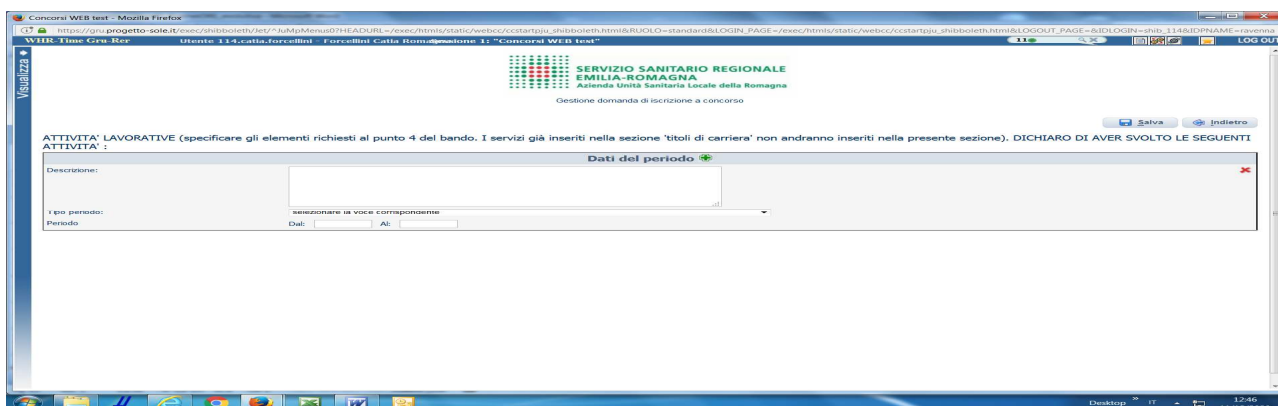 Concorsi WEB test - Mozilla Firefox
https://gru.progetto-sole.it/exec/shibboleth/Jet/^JuMpMenus0?HEADURL=/exec/htmls/static/webcc/ccstartpju_shibboleth.html&RUOLO=standard&LOGIN_PAGE=/exec/htmls/static/webcc/ccstartpju_shibboleth.html&LOGOUT_PAGE=&IDLOGIN=shib_114&IDPNAME=ravenna
WHR-Time Gru-Rer Utente 114.catia.forcellini - Forcellini Catia 1: "Concorsi WEB test" 11 LOG OUT
Visualizza
SERVIZIO SANITARIO REGIONALE
EMILIA-ROMAGNA
Azienda Unità Sanitaria Locale della Romagna
Gestione domanda di iscrizione a concorso
Salva Indietro
ATTIVITA' LAVORATIVE (specificare gli elementi richiesti al punto 4 del bando. I servizi già inseriti nella sezione 'titoli di carriera' non andranno inseriti nella presente sezione). DICHIARO DI AVER SVOLTO LE SEGUENTI
ATTIVITA' :
Dati del periodo
Descrizione:
Tipo periodo: selezionare la voce corrispondente
Periodo Dal: Al:
Desktop » IT 12:46